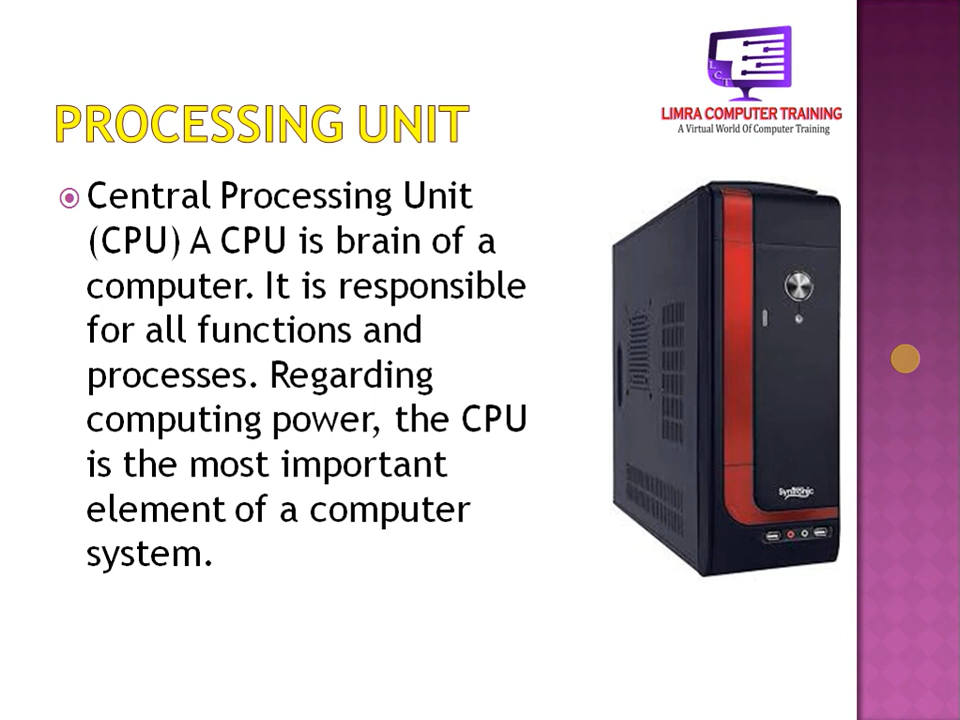 LCT
LIMRA COMPUTER TRAINING
A Virtual World Of Computer Training
PROCESSING UNIT
Central Processing Unit
(CPU) A CPU is brain of a
computer. It is responsible
for all functions and
processes. Regarding
computing power, the CPU
is the most important
element of a computer
system.
Syntronic